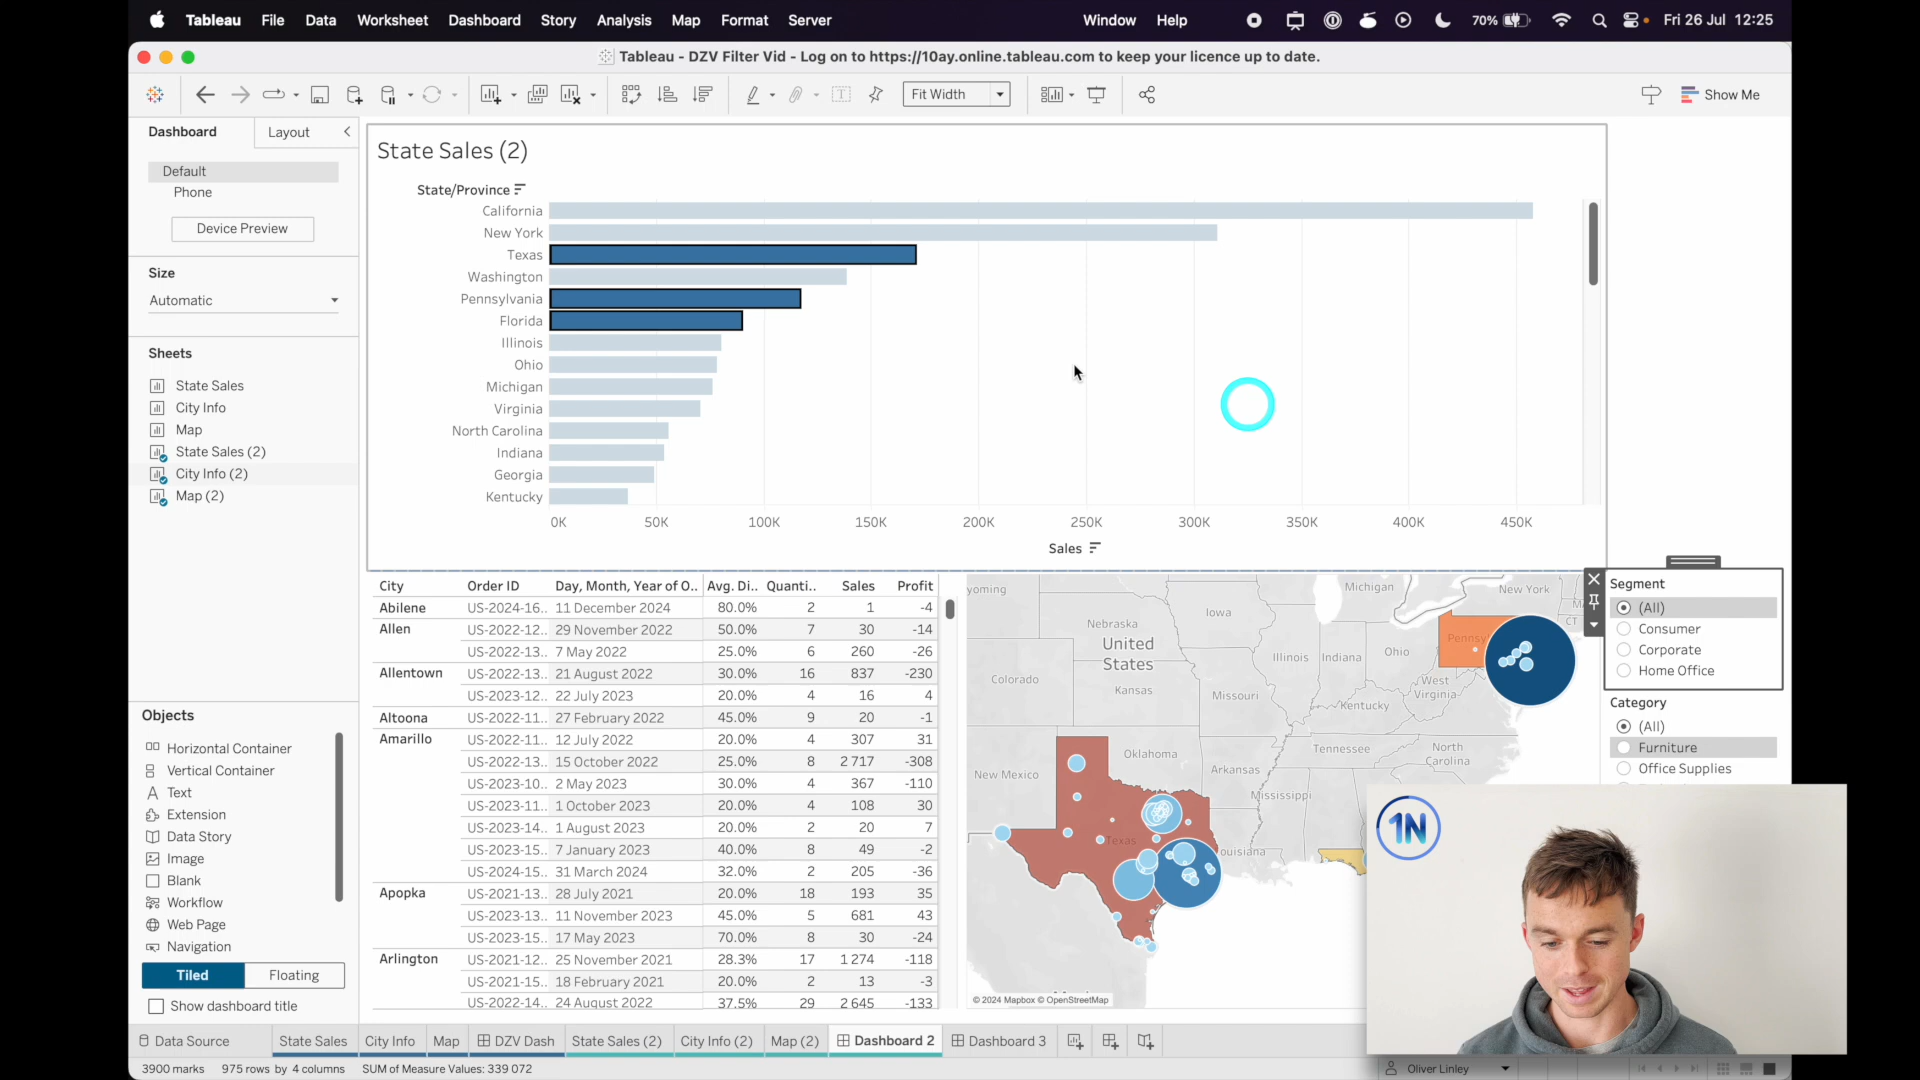 Tableau File Data Worksheet Dashboard Story Analysis Map Format Server Window Help 70% Fri 26 Jul 12:25
Tableau - DZV Filter Vid - Log on to https://10ay.online.tableau.com to keep your licence up to date.
Fit Width
Show Me
Dashboard Layout
Default
Phone
Device Preview
Size
Automatic
Sheets
State Sales
City Info
Map
State Sales (2)
City Info (2)
Map (2)
Objects
Horizontal Container
Vertical Container
Text
Extension
Data Story
Image
Blank
Workflow
Web Page
Navigation
Tiled Floating
Show dashboard title
State Sales (2)
State/Province
California
New York
Texas
Washington
Pennsylvania
Florida
Illinois
Ohio
Michigan
Virginia
North Carolina
Indiana
Georgia
Kentucky
0K 50K 100K 150K 200K 250K 300K 350K 400K 450K
Sales
City Order ID Day, Month, Year of O.. Avg. Di.. Quanti.. Sales Profit
Abilene US-2024-16.. 11 December 2024 80.0% 2 1 -4
Allen US-2022-12.. 29 November 2022 50.0% 7 30 -14
US-2022-13.. 7 May 2022 25.0% 6 260 -26
Allentown US-2022-13.. 21 August 2022 30.0% 16 837 -230
US-2023-12.. 22 July 2023 20.0% 4 16 4
Altoona US-2022-11.. 27 February 2022 45.0% 9 20 -1
Amarillo US-2022-11.. 12 July 2022 20.0% 4 307 31
US-2022-13.. 15 October 2022 25.0% 8 2 717 -308
US-2023-10.. 2 May 2023 30.0% 4 367 -110
US-2023-11.. 1 October 2023 20.0% 4 108 30
US-2023-14.. 1 August 2023 20.0% 2 20 7
US-2023-15.. 7 January 2023 40.0% 8 49 -2
US-2024-15.. 31 March 2024 32.0% 2 205 -36
Apopka US-2021-13.. 28 July 2021 20.0% 18 193 35
US-2023-13.. 11 November 2023 45.0% 5 681 43
US-2023-15.. 17 May 2023 70.0% 8 30 -24
Arlington US-2021-12.. 25 November 2021 28.3% 17 1 274 -118
US-2021-15.. 18 February 2021 20.0% 2 13 -3
US-2022-14.. 24 August 2022 37.5% 29 2 645 -133
yoming
Michigan
New York
Iowa
CT
Nebraska
United
States
Pennsy
Illinois
Indiana
Ohio
Colorado
Kansas
Missouri
West
Virginia
Kentucky
Oklahoma
Tennessee
North
Carolina
New Mexico
Arkansas
Mississippi
Texas
ouisiana
© 2024 Mapbox © OpenStreetMap
Segment
(All)
Consumer
Corporate
Home Office
Category
(All)
Furniture
Office Supplies
1N
Data Source State Sales City Info Map DZV Dash State Sales (2) City Info (2) Map (2) Dashboard 2 Dashboard 3
3900 marks 975 rows by 4 columns SUM of Measure Values: 339 072 Oliver Linley